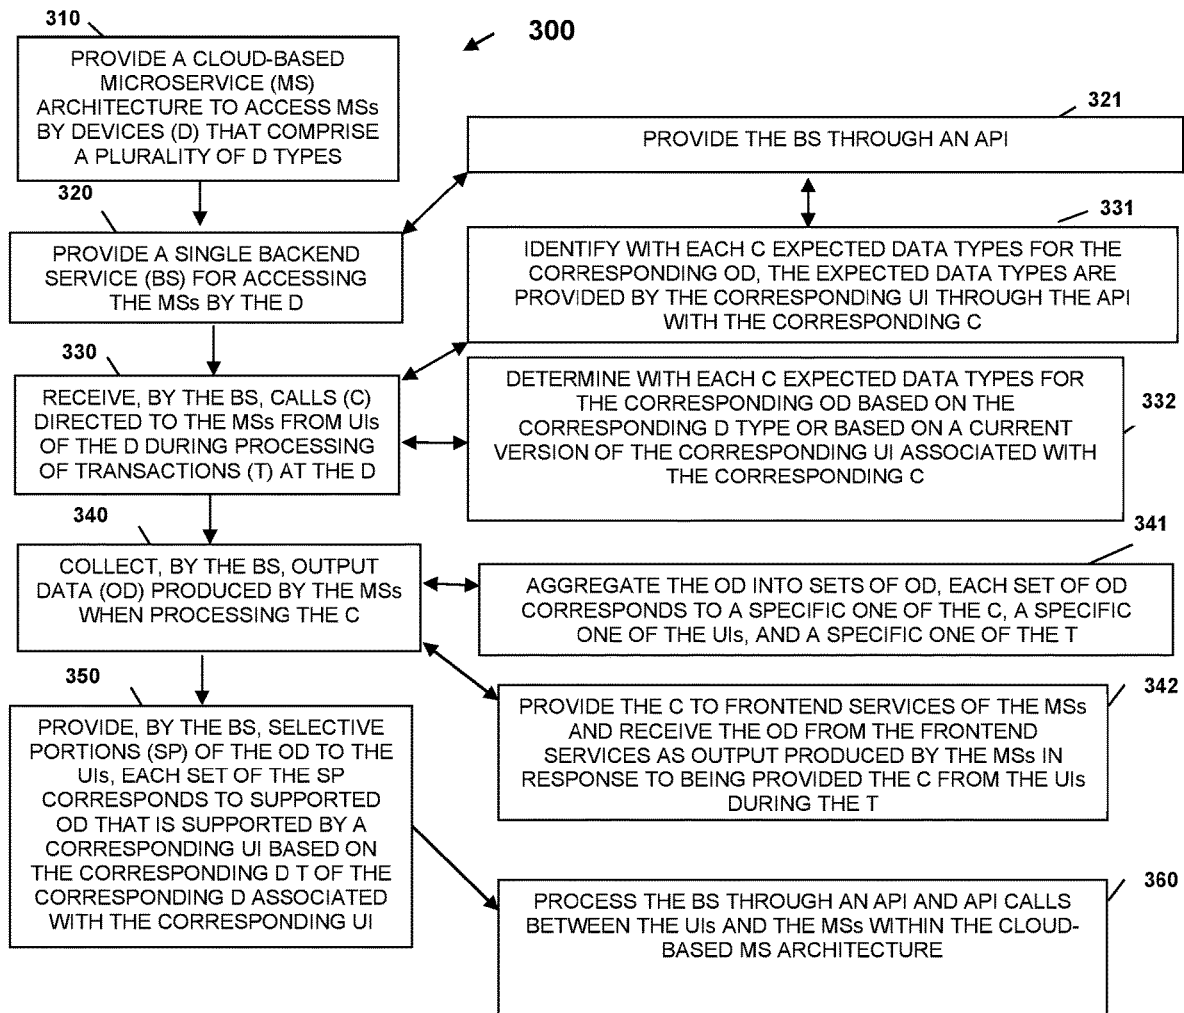 310
300
PROVIDE A CLOUD-BASED
MICROSERVICE (MS)
ARCHITECTURE TO ACCESS MSs
BY DEVICES (D) THAT COMPRISE
A PLURALITY OF D TYPES
321
PROVIDE THE BS THROUGH AN API
320
PROVIDE A SINGLE BACKEND
SERVICE (BS) FOR ACCESSING
THE MSs BY THE D
331
IDENTIFY WITH EACH C EXPECTED DATA TYPES FOR THE
CORRESPONDING OD, THE EXPECTED DATA TYPES ARE
PROVIDED BY THE CORRESPONDING UI THROUGH THE API
WITH THE CORRESPONDING C
330
RECEIVE, BY THE BS, CALLS (C)
DIRECTED TO THE MSs FROM UIs
OF THE D DURING PROCESSING
OF TRANSACTIONS (T) AT THE D
332
DETERMINE WITH EACH C EXPECTED DATA TYPES FOR
THE CORRESPONDING OD BASED ON THE
CORRESPONDING D TYPE OR BASED ON A CURRENT
VERSION OF THE CORRESPONDING UI ASSOCIATED WITH
THE CORRESPONDING C
340
COLLECT, BY THE BS, OUTPUT
DATA (OD) PRODUCED BY THE MSs
WHEN PROCESSING THE C
341
AGGREGATE THE OD INTO SETS OF OD, EACH SET OF OD
CORRESPONDS TO A SPECIFIC ONE OF THE C, A SPECIFIC
ONE OF THE UIs, AND A SPECIFIC ONE OF THE T
342
PROVIDE THE C TO FRONTEND SERVICES OF THE MSs
AND RECEIVE THE OD FROM THE FRONTEND
SERVICES AS OUTPUT PRODUCED BY THE MSs IN
RESPONSE TO BEING PROVIDED THE C FROM THE UIs
DURING THE T
350
PROVIDE, BY THE BS, SELECTIVE
PORTIONS (SP) OF THE OD TO THE
UIs, EACH SET OF THE SP
CORRESPONDS TO SUPPORTED
OD THAT IS SUPPORTED BY A
CORRESPONDING UI BASED ON
THE CORRESPONDING D T OF THE
CORRESPONDING D ASSOCIATED
WITH THE CORRESPONDING UI
360
PROCESS THE BS THROUGH AN API AND API CALLS
BETWEEN THE UIs AND THE MSs WITHIN THE CLOUD-
BASED MS ARCHITECTURE